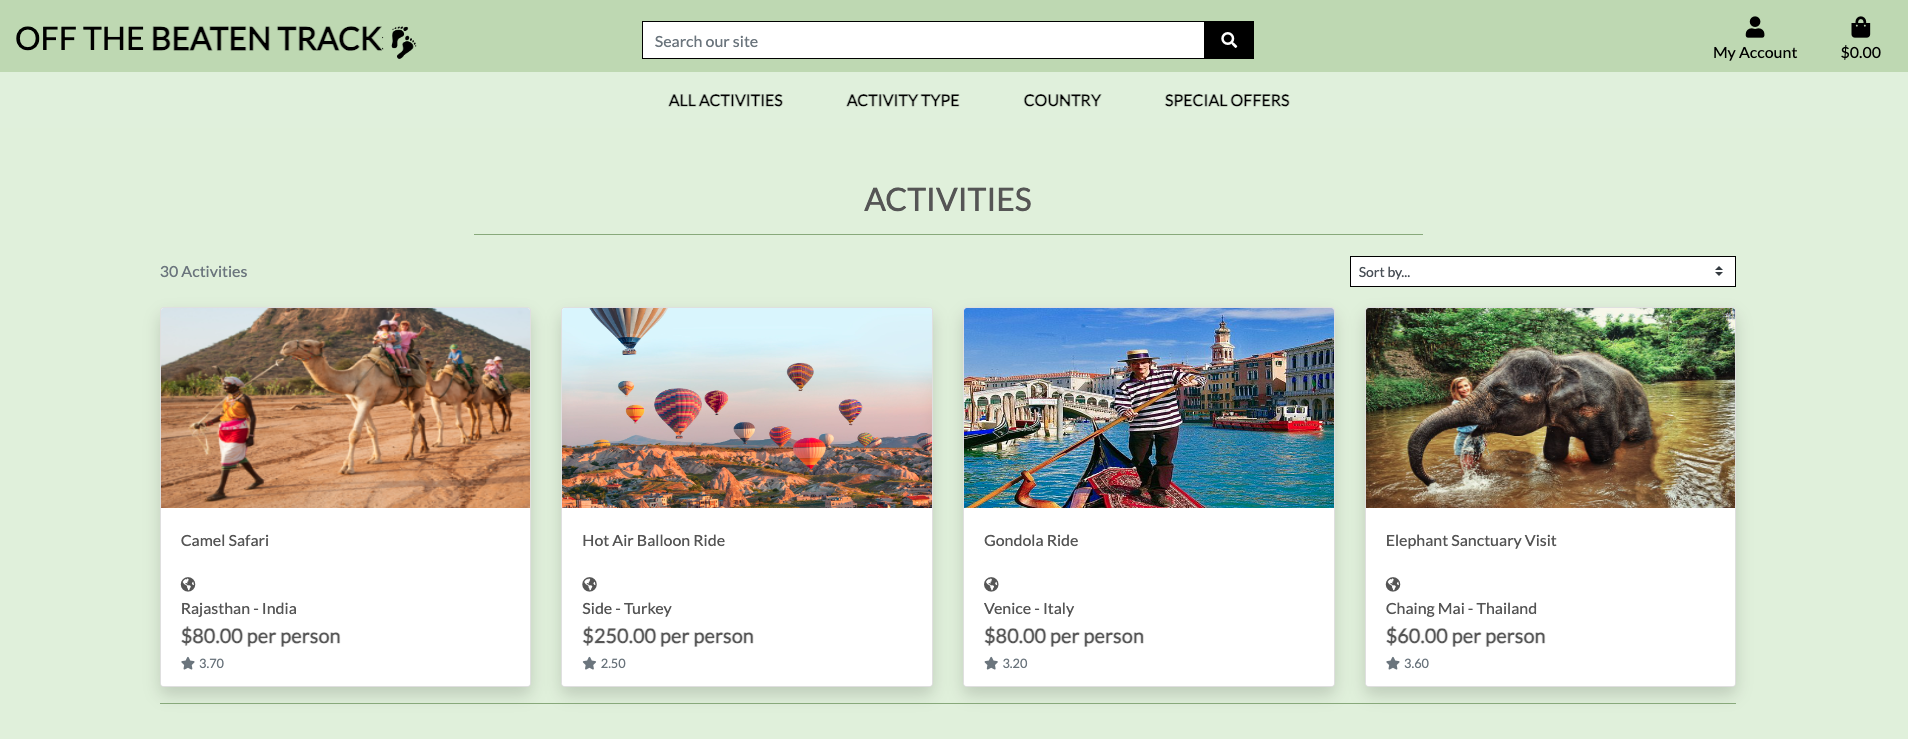 OFF THE BEATEN TRACK
Search our site
My Account
$0.00
ALL ACTIVITIES
ACTIVITY TYPE
COUNTRY
SPECIAL OFFERS
ACTIVITIES
30 Activities
Sort by...
Camel Safari
Rajasthan - India
$80.00 per person
3.70
Hot Air Balloon Ride
Side - Turkey
$250.00 per person
2.50
Gondola Ride
Venice - Italy
$80.00 per person
3.20
Elephant Sanctuary Visit
Chaing Mai - Thailand
$60.00 per person
3.60